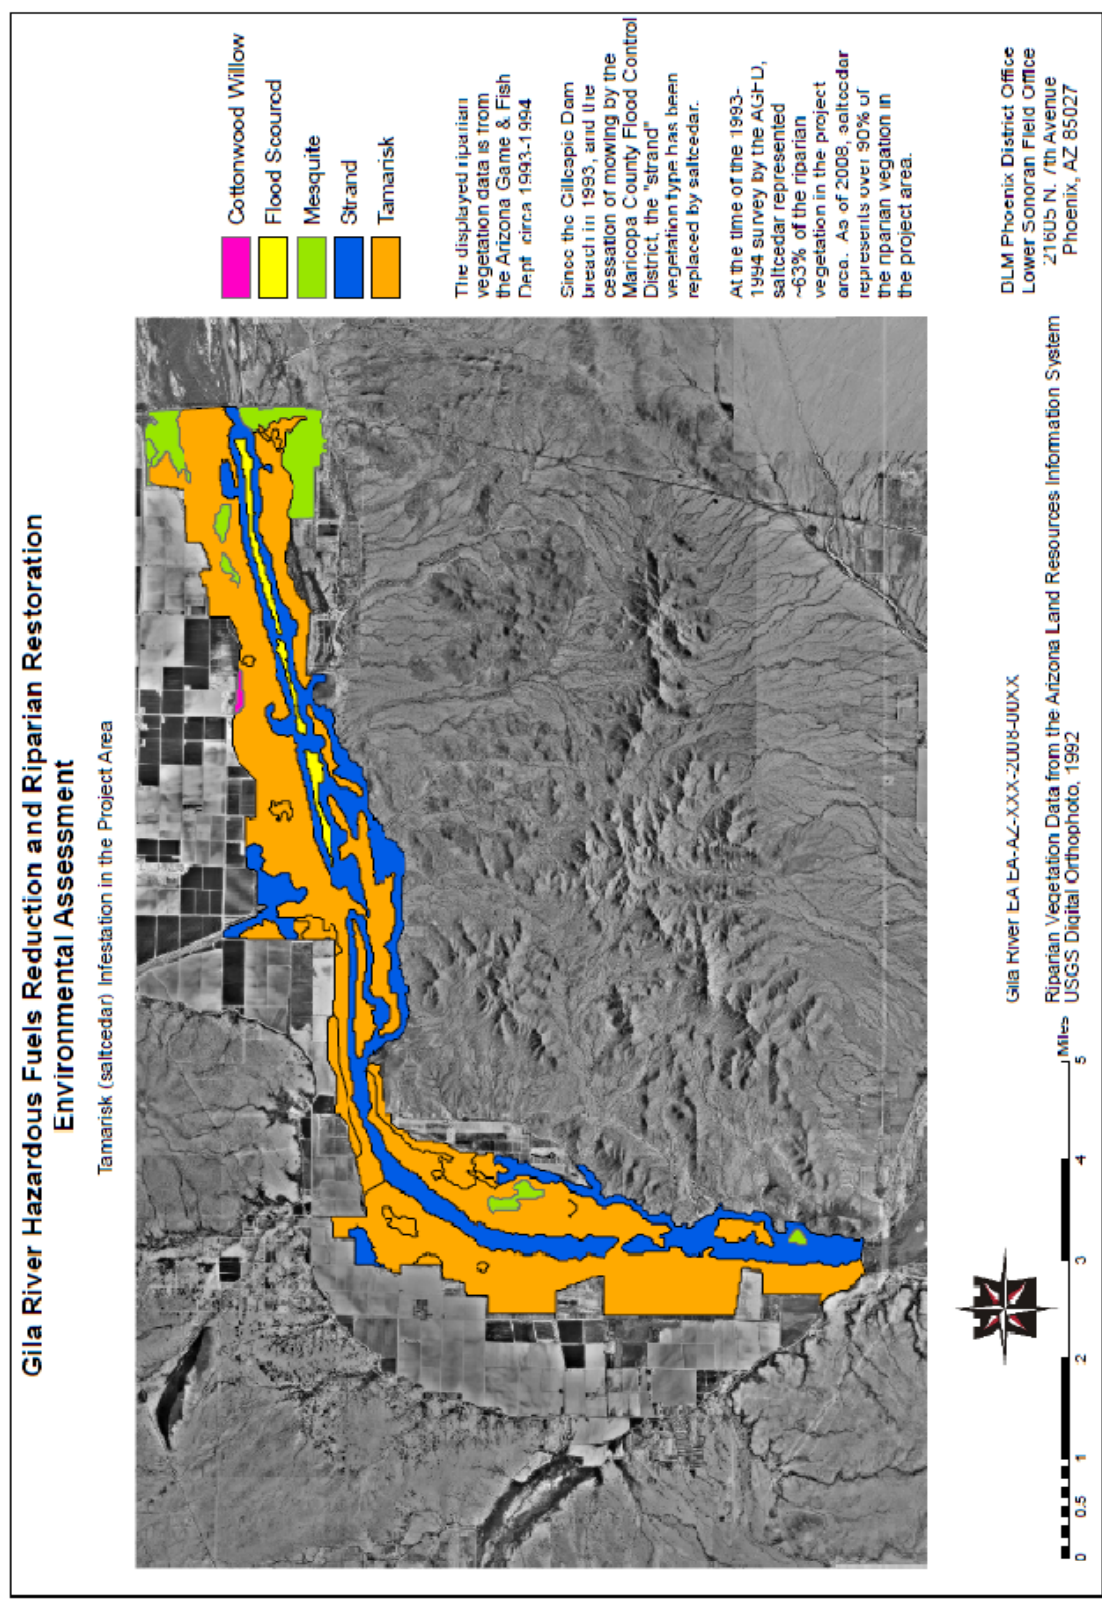 Gila River Hazardous Fuels Reduction and Riparian Restoration
Environmental Assessment
Tamarisk (saltcedar) Infestation in the Project Area
Cottonwood Willow
Flood Scoured
Mesquite
Strand
Tamarisk
The displayed riparian
vegetation data is from
the Arizona Game & Fish
Dept. circa 1993-1994
Since the Gillespie Dam
breach in 1993, and the
cessation of mowing by the
Maricopa County Flood Control
District, the "strand"
vegetation type has been
replaced by saltcedar.
At the time of the 1993-
1994 survey by the AGFD,
saltcedar represented
~63% of the riparian
vegetation in the project
area. As of 2008, saltcedar
represents over 90% of
the riparian vegation in
the project area.
BLM Phoenix District Office
Lower Sonoran Field Office
21605 N. 7th Avenue
Phoenix, AZ 85027
Gila River EA EA-AZ-XXX-2008-00XX
Riparian Vegetation Data from the Arizona Land Resources Information System
USGS Digital Orthophoto, 1992
Miles
0 0.5 1 2 3 4 5